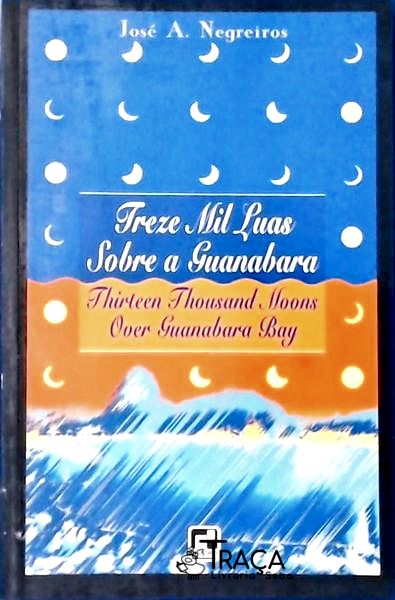 José A. Negreiros
Treze Mil Luas
Sobre a Guanabara
Thirteen Thousand Moons
Over Guanabara Bay
TRAÇA
Livraria e Sebo